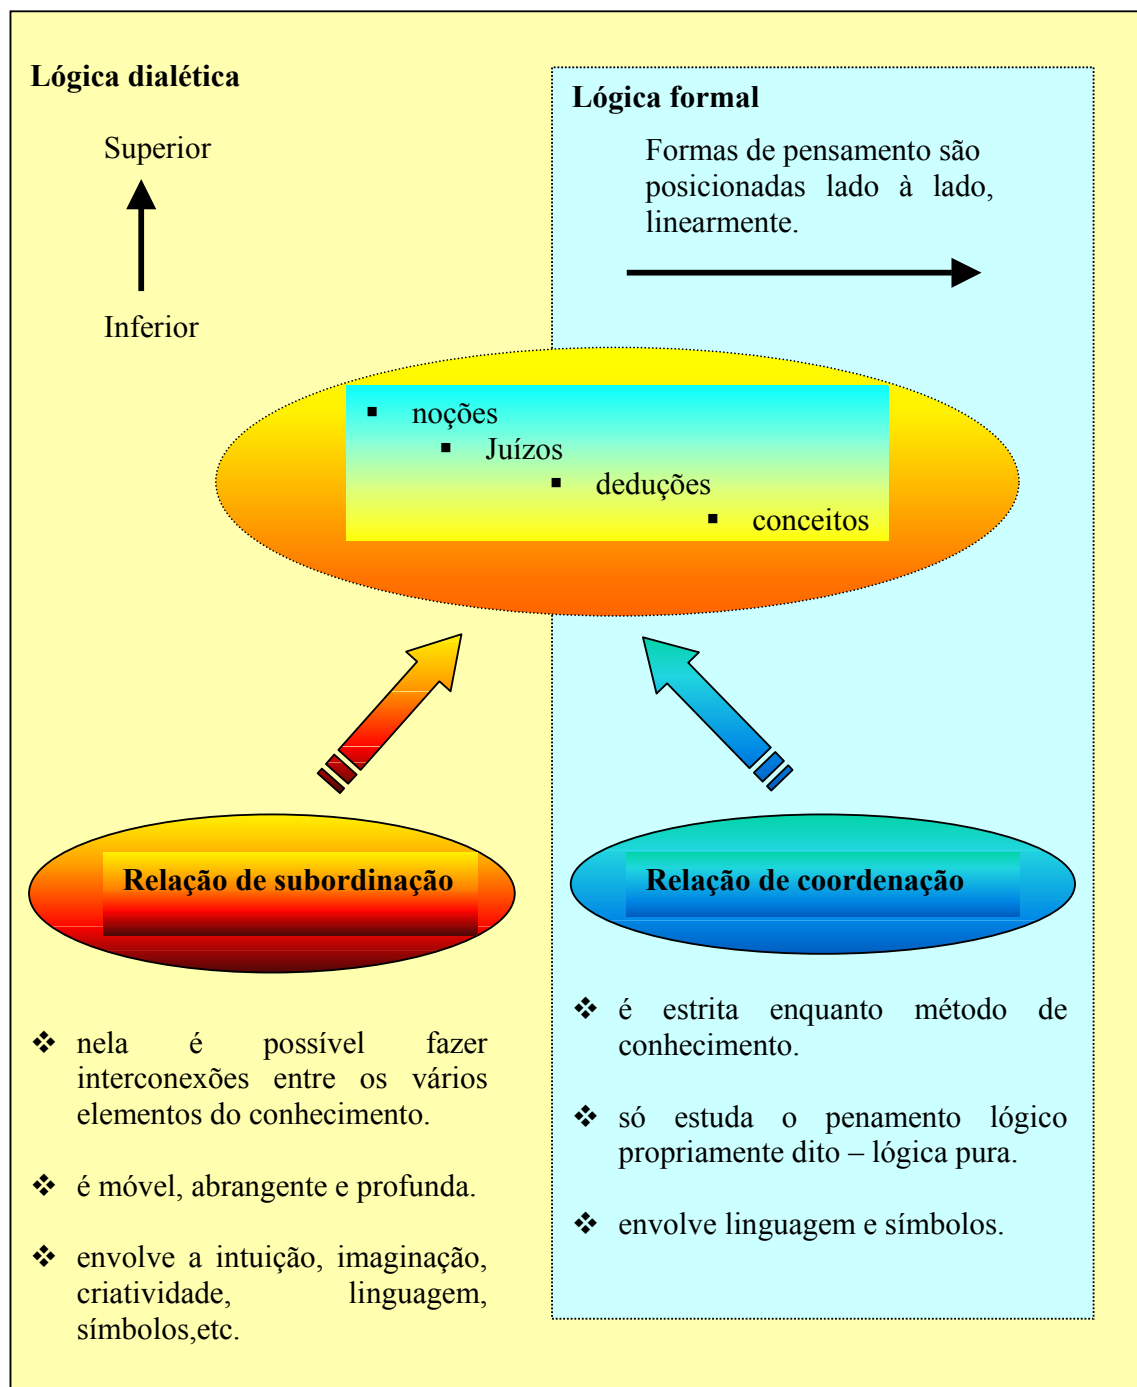 Lógica dialética
Superior
Inferior
Lógica formal
Formas de pensamento são
posicionadas lado à lado,
linearmente.
▪ noções
▪ Juízos
▪ deduções
▪ conceitos
Relação de subordinação
❖ nela é possível fazer
interconexões entre os vários
elementos do conhecimento.
❖ é móvel, abrangente e profunda.
❖ envolve a intuição, imaginação,
criatividade, linguagem,
símbolos,etc.
Relação de coordenação
❖ é estrita enquanto método de
conhecimento.
❖ só estuda o penamento lógico
propriamente dito – lógica pura.
❖ envolve linguagem e símbolos.